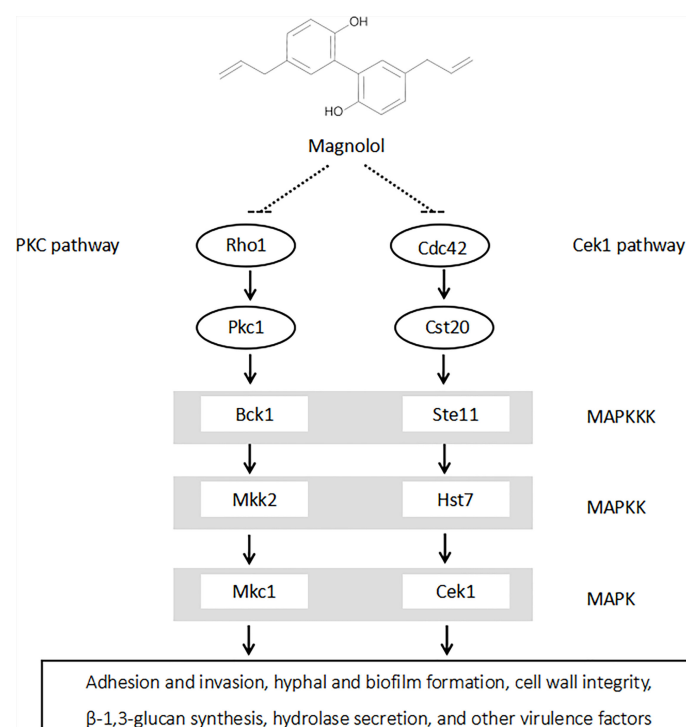 OH
HO
Magnolol
PKC pathway Rho1 Cdc42 Cek1 pathway
Pkc1 Cst20
Bck1 Ste11 MAPKKK
Mkk2 Hst7 MAPKK
Mkc1 Cek1 MAPK
Adhesion and invasion, hyphal and biofilm formation, cell wall integrity,
β-1,3-glucan synthesis, hydrolase secretion, and other virulence factors